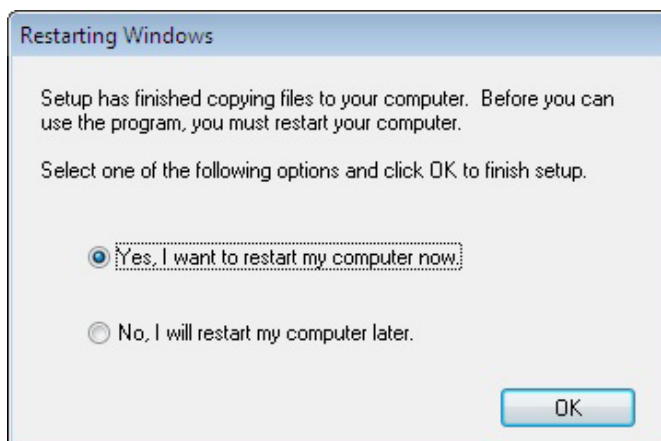 Restarting Windows
Setup has finished copying files to your computer.  Before you can
use the program, you must restart your computer.
Select one of the following options and click OK to finish setup.
Yes, I want to restart my computer now.
No, I will restart my computer later.
OK